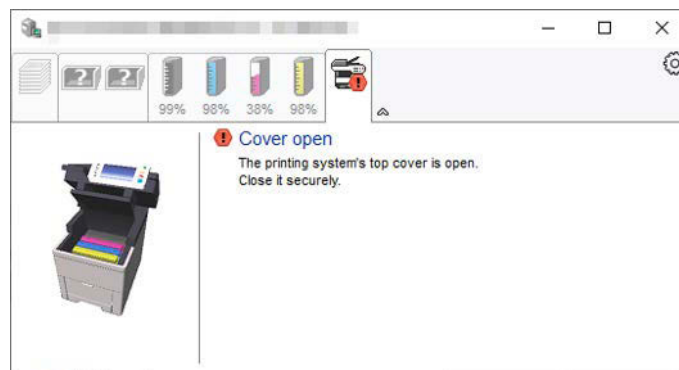 ? ?
99% 98% 38% 98%
Cover open
The printing system's top cover is open.
Close it securely.